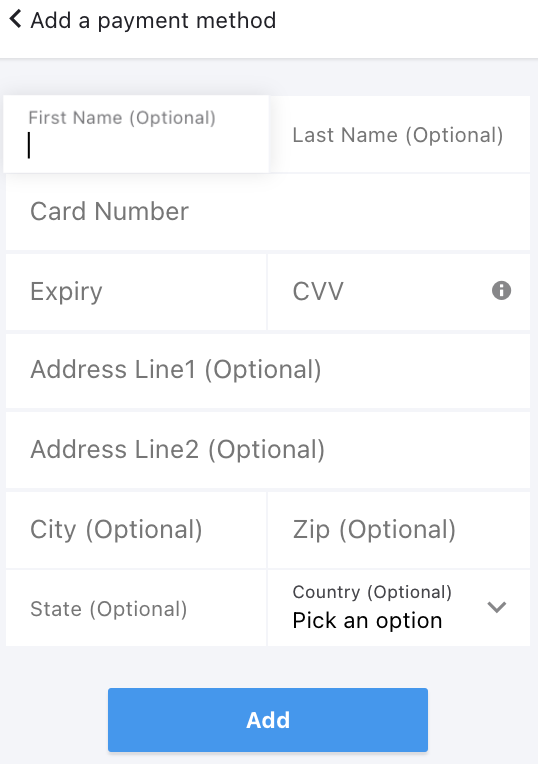 Add a payment method
First Name (Optional)
Last Name (Optional)
Card Number
Expiry
CVV
Address Line1 (Optional)
Address Line2 (Optional)
City (Optional)
Zip (Optional)
State (Optional)
Country (Optional)
Pick an option
Add